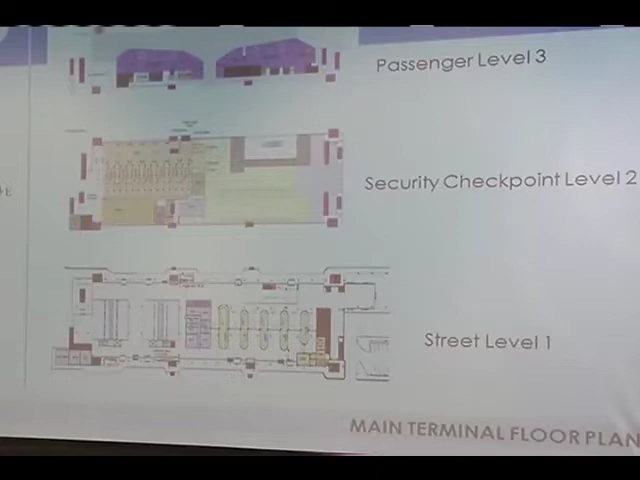 Passenger Level 3
Security Checkpoint Level 2
Street Level 1
MAIN TERMINAL FLOOR PLAN